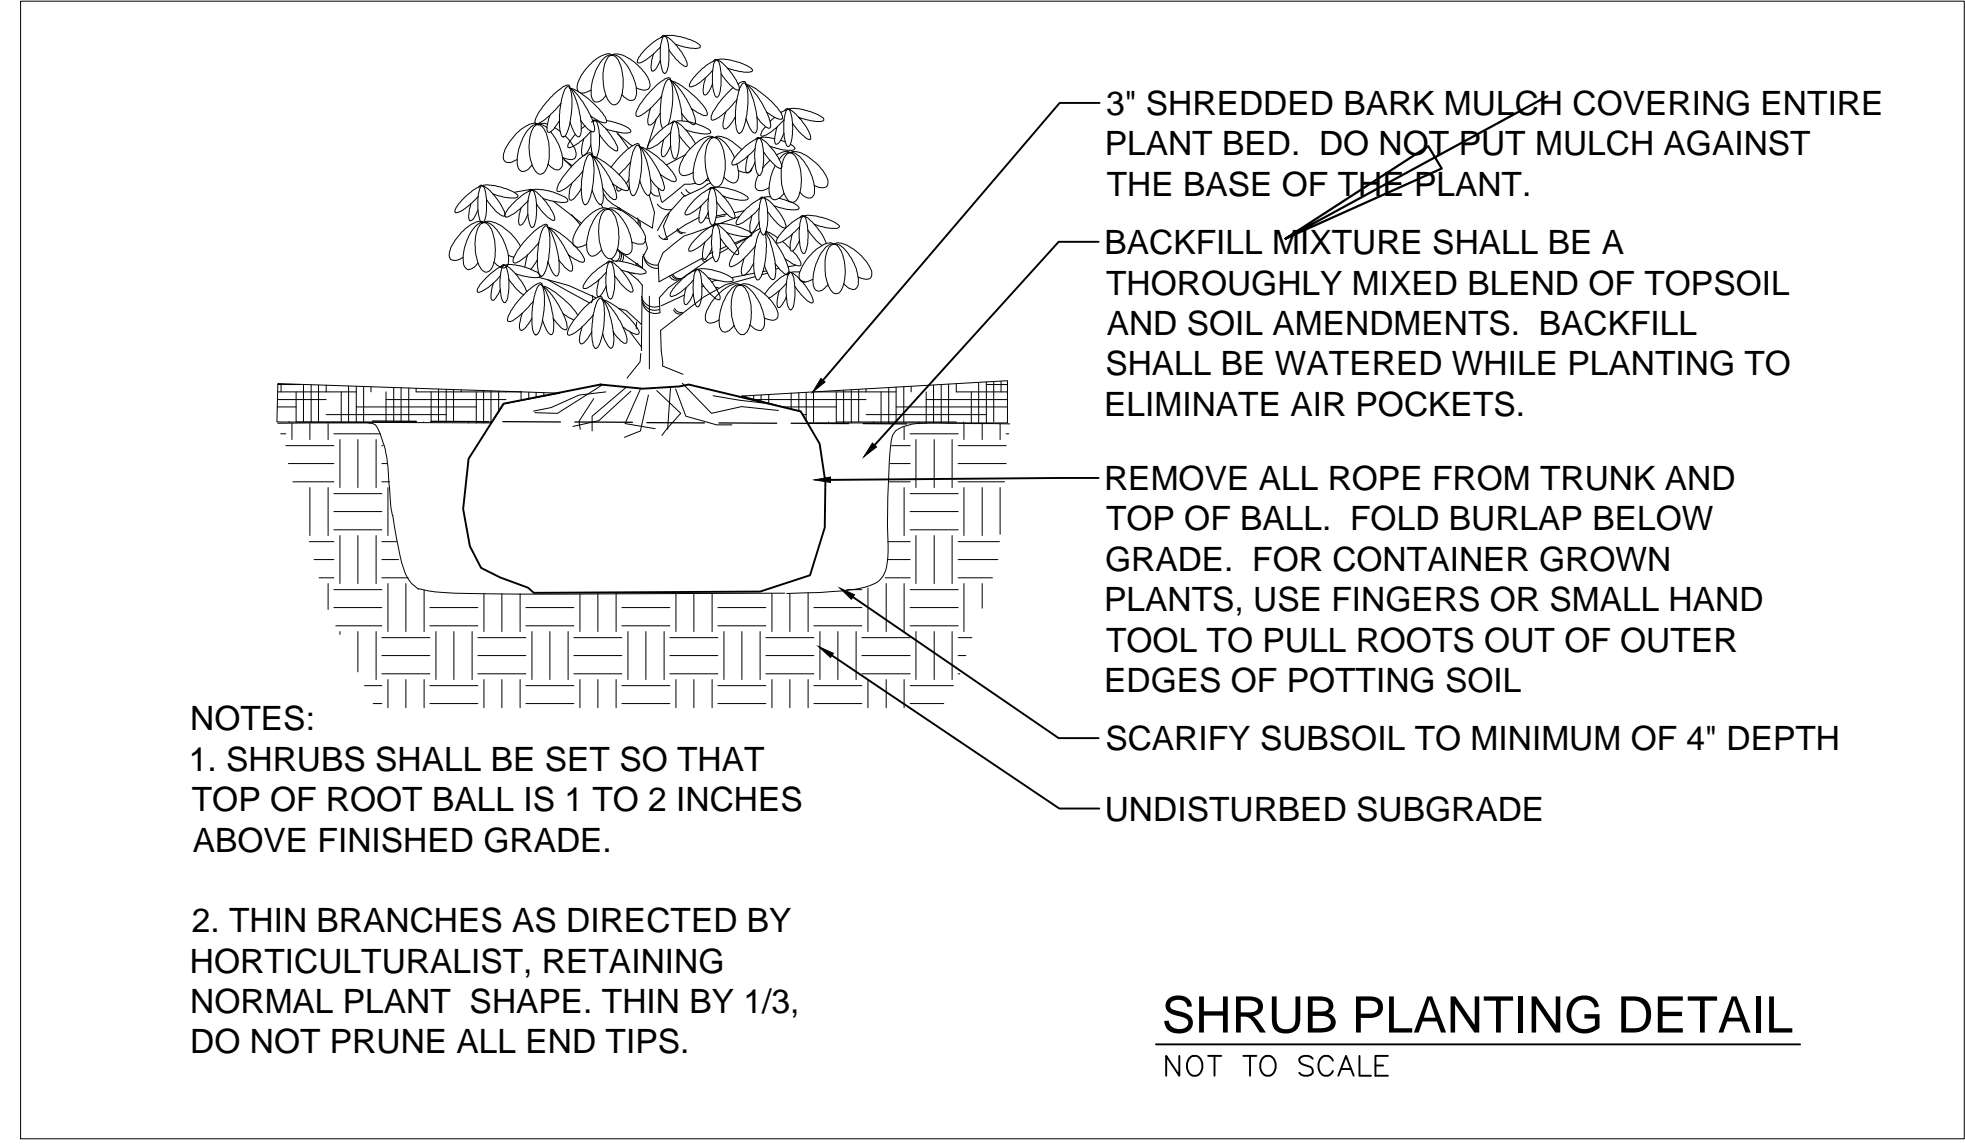 3" SHREDDED BARK MULCH COVERING ENTIRE
PLANT BED.  DO NOT PUT MULCH AGAINST
THE BASE OF THE PLANT.
BACKFILL MIXTURE SHALL BE A
THOROUGHLY MIXED BLEND OF TOPSOIL
AND SOIL AMENDMENTS.  BACKFILL
SHALL BE WATERED WHILE PLANTING TO
ELIMINATE AIR POCKETS.
REMOVE ALL ROPE FROM TRUNK AND
TOP OF BALL.  FOLD BURLAP BELOW
GRADE.  FOR CONTAINER GROWN
PLANTS, USE FINGERS OR SMALL HAND
TOOL TO PULL ROOTS OUT OF OUTER
EDGES OF POTTING SOIL
SCARIFY SUBSOIL TO MINIMUM OF 4" DEPTH
UNDISTURBED SUBGRADE
NOTES:
1. SHRUBS SHALL BE SET SO THAT
TOP OF ROOT BALL IS 1 TO 2 INCHES
ABOVE FINISHED GRADE.
2. THIN BRANCHES AS DIRECTED BY
HORTICULTURALIST, RETAINING
NORMAL PLANT  SHAPE. THIN BY 1/3,
DO NOT PRUNE ALL END TIPS.
SHRUB PLANTING DETAIL
NOT TO SCALE